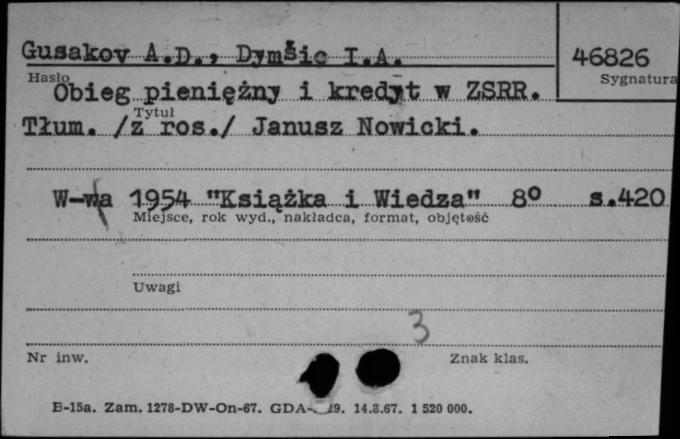 Gusakov A.D., Dymšic I.A.
46826
Hasło
Sygnatura
Obieg pieniężny i kredyt w ZSRR.
Tytuł
Tłum. /z ros./ Janusz Nowicki.
W-wa 1954 "Książka i Wiedza" 8° s.420
Miejsce, rok wyd., nakładca, format, objętość
Uwagi
3
Nr inw.
Znak klas.
E-15a. Zam. 1278-DW-On-67. 14.8.67. 1 520 000.